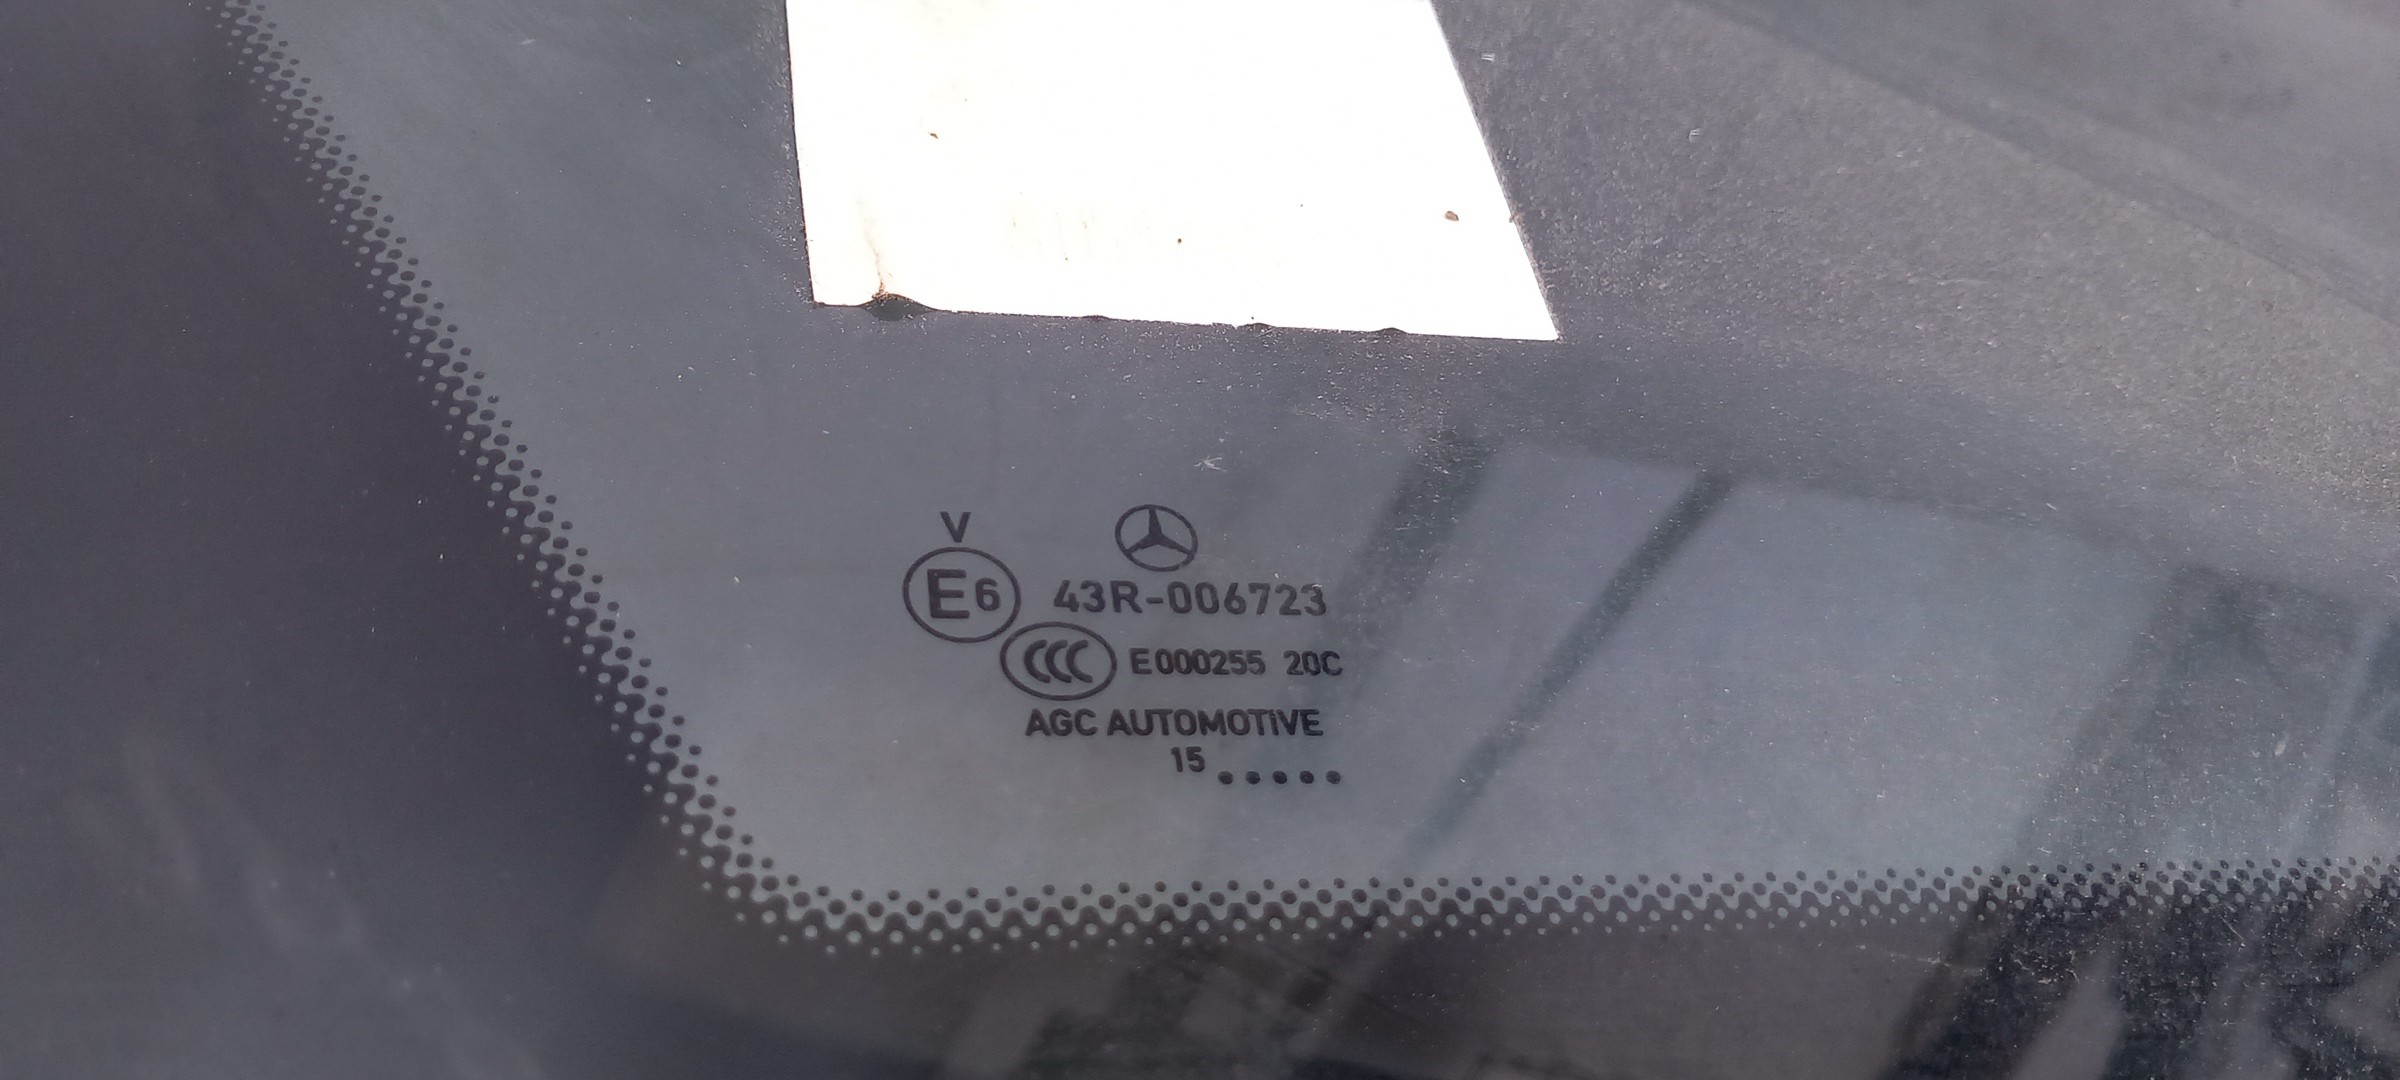 V
E6 43R-006723
CCC E000255 20C
AGC AUTOMOTIVE
15 .....